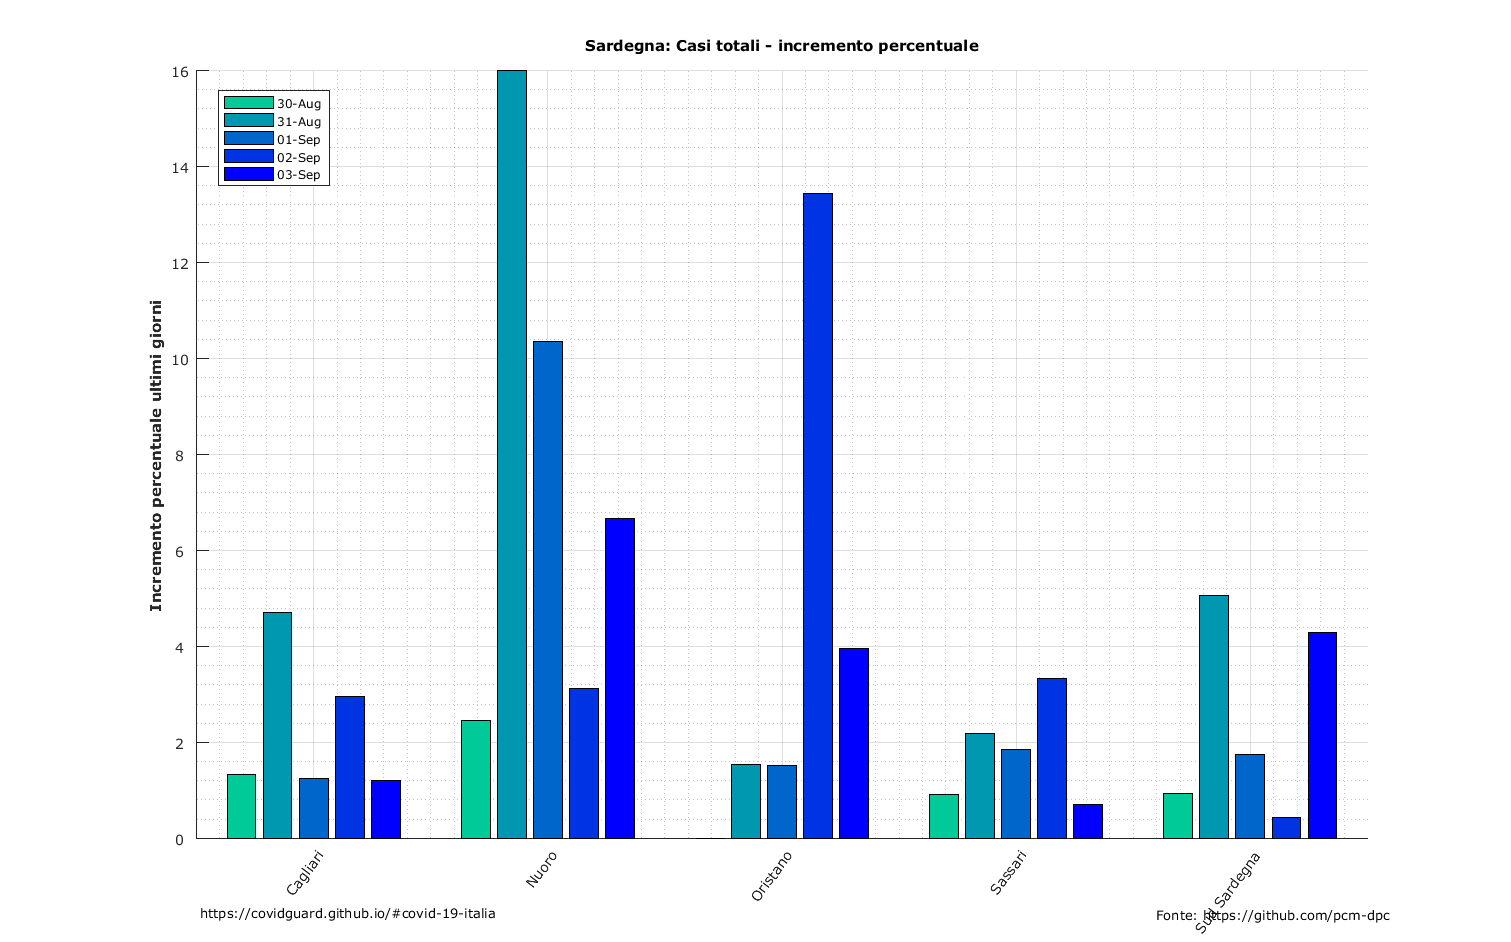 Sardegna: Casi totali - incremento percentuale
16
14
12
10
8
6
4
2
0
30-Aug
31-Aug
01-Sep
02-Sep
03-Sep
Incremento percentuale ultimi giorni
Cagliari
Nuoro
Oristano
Sassari
Sud Sardegna
https://covidguard.github.io/#covid-19-italia
Fonte: https://github.com/pcm-dpc